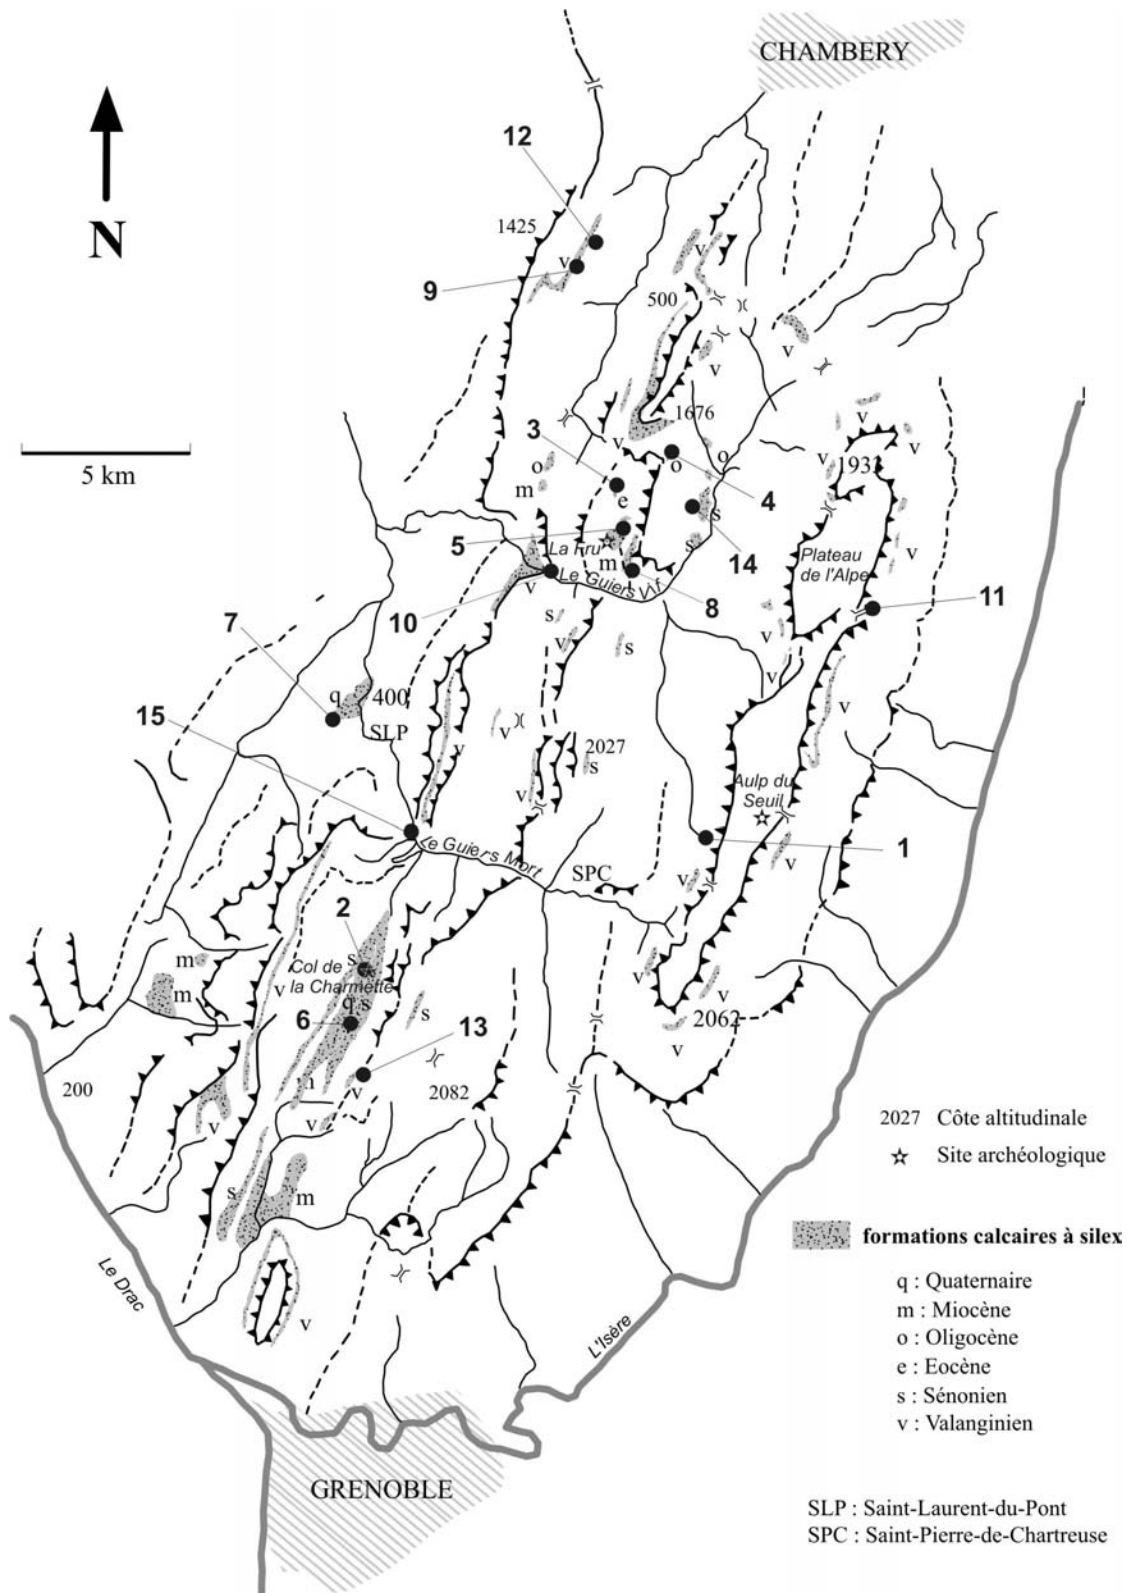 CHAMBERY
12
N
1425
v
9
500
v
v
5 km
1676
3
v
o
o
o
m
e
4
v
v
v
1931
11
5
s
La Fru
m
s
14
Plateau
de l'Alpe
v
v
Le Guiers Vif
8
10
v
7
s
v
s
v
v
q
400
15
SLP
v
v
2027
s
v
v
Aulp du
Seuil
Le Guiers Mort
SPC
v
1
2
s
m
Col de
la Charmette
v
m
q
s
6
s
13
v
v
v
2062
v
200
v
v
2082
v
s
m
v
2027 Côte altitudinale
Site archéologique
formations calcaires à silex
q : Quaternaire
m : Miocène
o : Oligocène
e : Eocène
s : Sénonien
v : Valanginien
Le Drac
L'Isère
GRENOBLE
SLP : Saint-Laurent-du-Pont
SPC : Saint-Pierre-de-Chartreuse